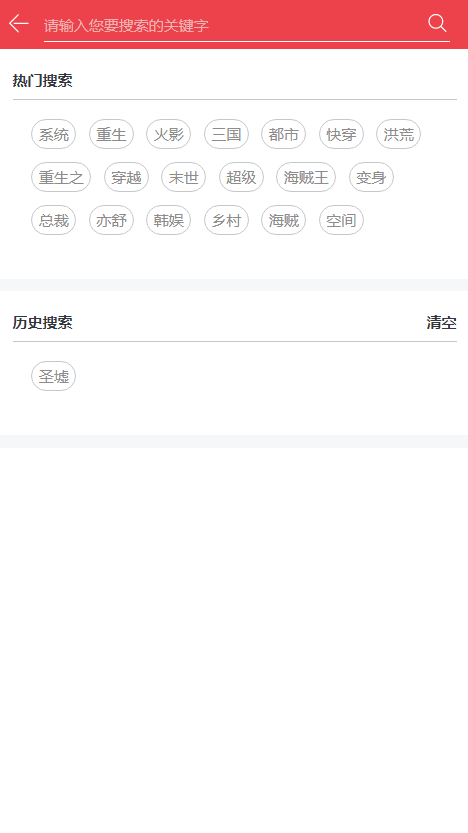 请输入您要搜索的关键字
热门搜索
系统 重生 火影 三国 都市 快穿 洪荒
重生之 穿越 末世 超级 海贼王 变身
总裁 亦舒 韩娱 乡村 海贼 空间
历史搜索 清空
圣墟